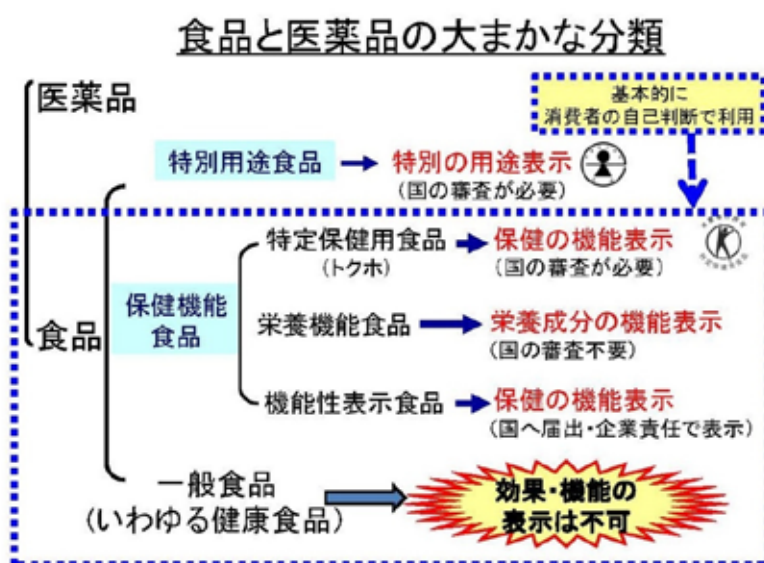 食品と医薬品の大まかな分類
医薬品
基本的に
消費者の自己判断で利用
特別用途食品
特別の用途表示
(国の審査が必要)
特定保健用食品
(トクホ)
保健の機能表示
(国の審査が必要)
保健機能
食品
食品
栄養機能食品
栄養成分の機能表示
(国の審査不要)
機能性表示食品
保健の機能表示
(国へ届出・企業責任で表示)
一般食品
(いわゆる健康食品)
効果・機能の
表示は不可